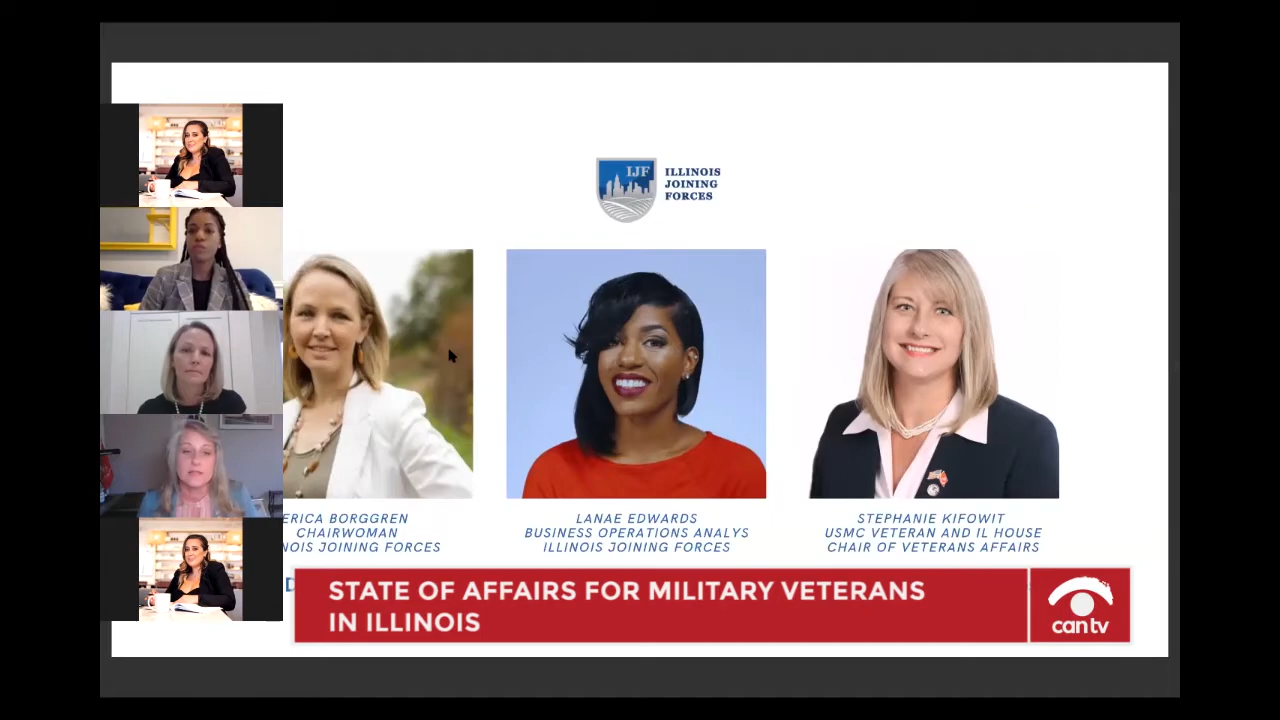 IJF
ILLINOIS
JOINING
FORCES
ERICA BORGGREN
CHAIRWOMAN
NOIS JOINING FORCES
LANAE EDWARDS
BUSINESS OPERATIONS ANALYS
ILLINOIS JOINING FORCES
STEPHANIE KIFOWIT
USMC VETERAN AND IL HOUSE
CHAIR OF VETERANS AFFAIRS
D
STATE OF AFFAIRS FOR MILITARY VETERANS
IN ILLINOIS
cantv